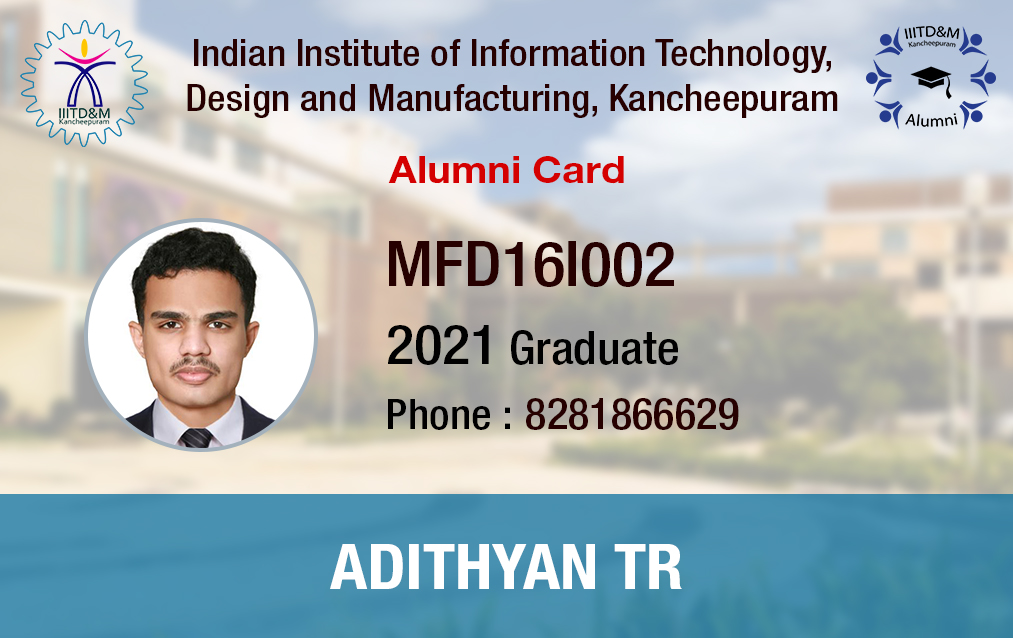 Indian Institute of Information Technology,
Design and Manufacturing, Kancheepuram
IIITD&M
Kancheepuram
IIITD&M
Kancheepuram
Alumni
Alumni Card
MFD16I002
2021 Graduate
Phone : 8281866629
ADITHYAN TR